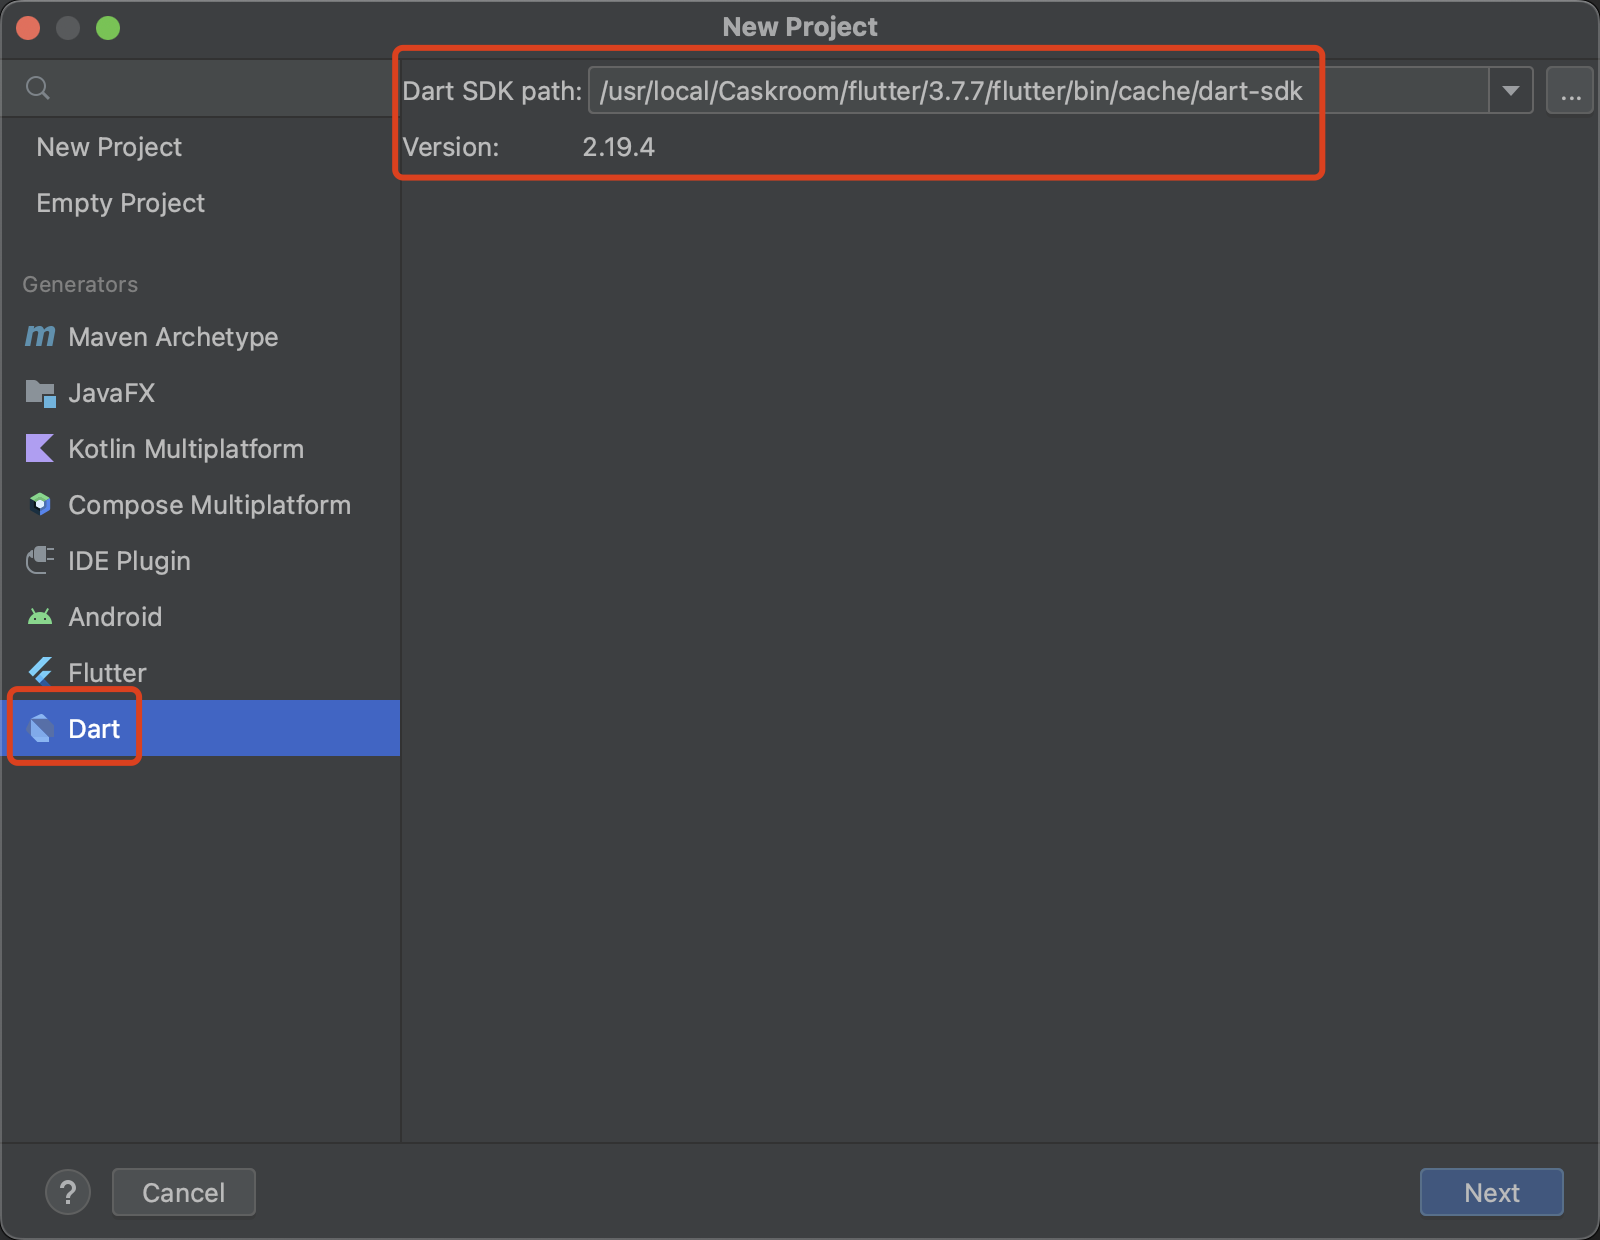 New Project
Dart SDK path: /usr/local/Caskroom/flutter/3.7.7/flutter/bin/cache/dart-sdk ...
Version: 2.19.4
New Project
Empty Project
Generators
Maven Archetype
JavaFX
Kotlin Multiplatform
Compose Multiplatform
IDE Plugin
Android
Flutter
Dart
? Cancel Next